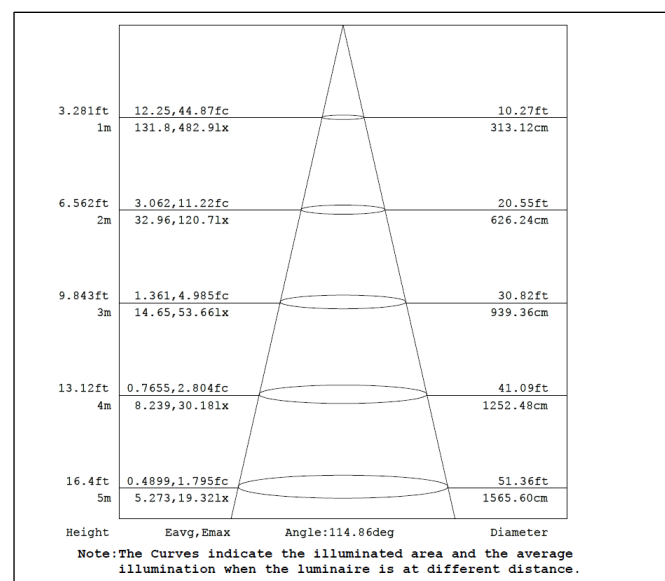 3.281ft 12.25,44.87fc 10.27ft
1m 131.8,482.9lx 313.12cm
6.562ft 3.062,11.22fc 20.55ft
2m 32.96,120.7lx 626.24cm
9.843ft 1.361,4.985fc 30.82ft
3m 14.65,53.66lx 939.36cm
13.12ft 0.7655,2.804fc 41.09ft
4m 8.239,30.18lx 1252.48cm
16.4ft 0.4899,1.795fc 51.36ft
5m 5.273,19.32lx 1565.60cm
Height Eavg,Emax Angle:114.86deg Diameter
Note:The Curves indicate the illuminated area and the average
illumination when the luminaire is at different distance.